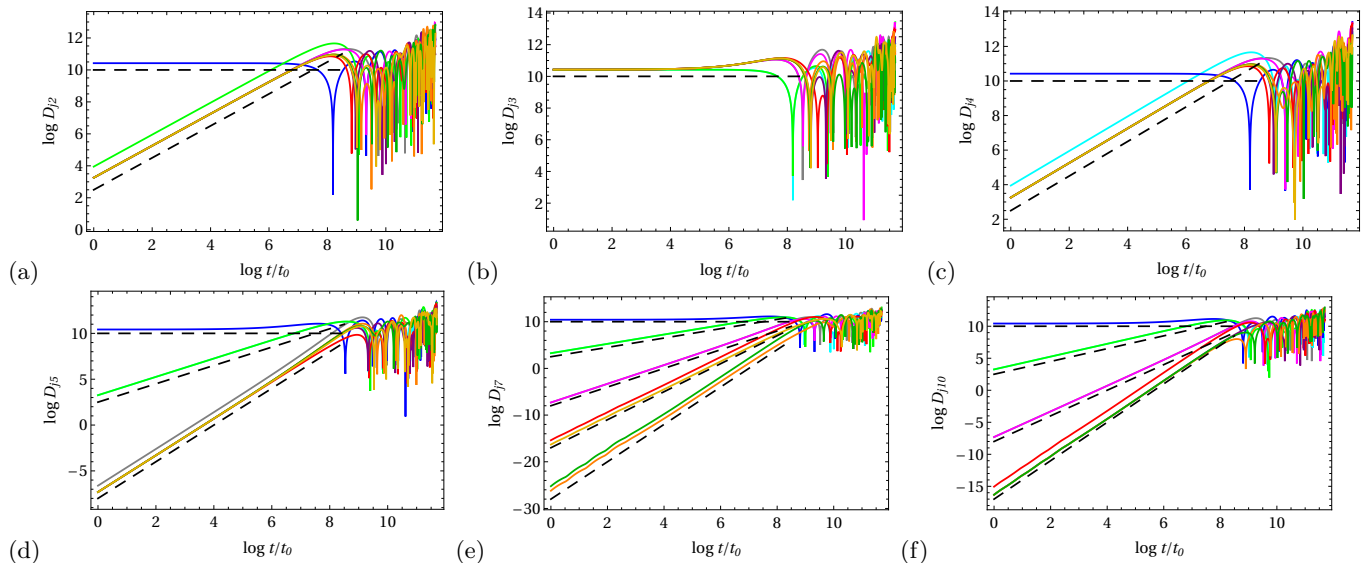 (a)
log D_{j2}
12
10
8
6
4
2
0
0 2 4 6 8 10
log t/t_0
(b)
log D_{j3}
14
12
10
8
6
4
2
0
0 2 4 6 8 10
log t/t_0
(c)
log D_{j4}
14
12
10
8
6
4
2
0 2 4 6 8 10
log t/t_0
(d)
log D_{j5}
10
5
0
−5
0 2 4 6 8 10
log t/t_0
(e)
log D_{j7}
10
0
−10
−20
−30
0 2 4 6 8 10
log t/t_0
(f)
log D_{j10}
10
5
0
−5
−10
−15
0 2 4 6 8 10
log t/t_0